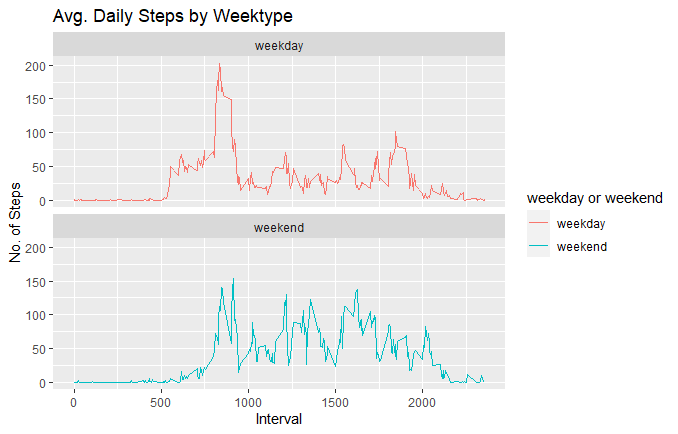 Avg. Daily Steps by Weektype
weekday
200
150
100
50
0
weekend
200
150
100
50
0
No. of Steps
0 500 1000 1500 2000
Interval
weekday or weekend
weekday
weekend